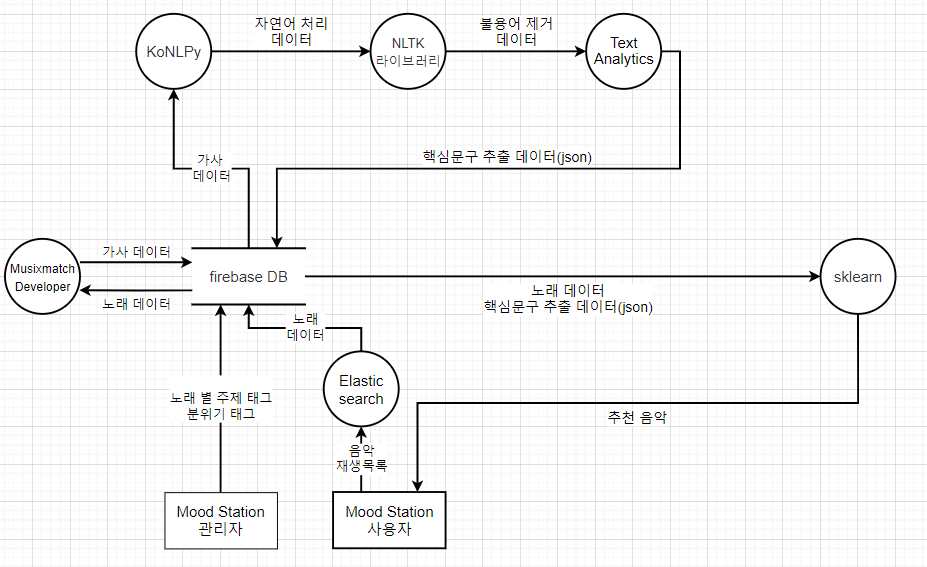 자연어 처리
데이터
불용어 제거
데이터
KoNLPy
NLTK
라이브러리
Text
Analytics
가사
데이터
핵심문구 추출 데이터(json)
Musixmatch
Developer
가사 데이터
노래 데이터
firebase DB
노래 데이터
핵심문구 추출 데이터(json)
sklearn
노래
데이터
노래 별 주제 태그
분위기 태그
Elastic
search
추천 음악
음악
재생목록
Mood Station
관리자
Mood Station
사용자